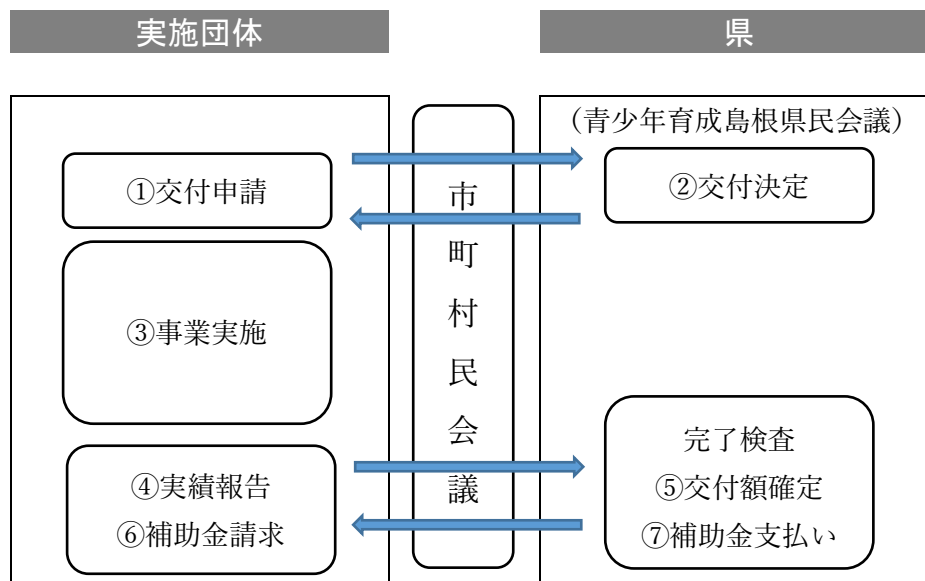 実施団体
県
(青少年育成島根県民会議)
①交付申請
②交付決定
③事業実施
市町村民会議
④実績報告
⑥補助金請求
完了検査
⑤交付額確定
⑦補助金支払い